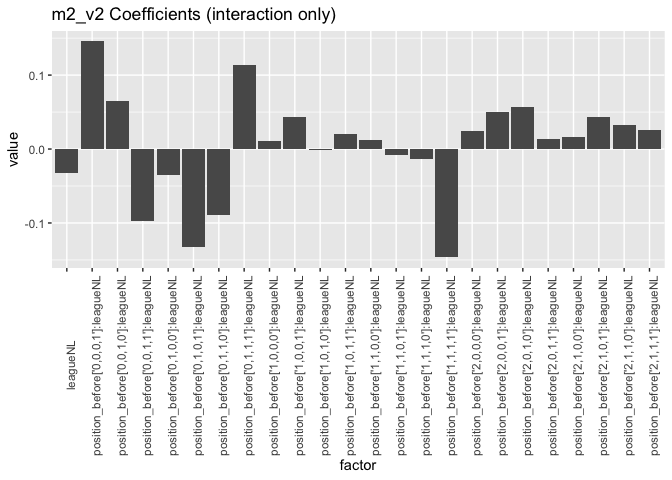 m2_v2 Coefficients (interaction only)
value
0.1
0.0
-0.1
leagueNL
position_before['0,0,0,1']:leagueNL
position_before['0,0,1,0']:leagueNL
position_before['0,0,1,1']:leagueNL
position_before['0,1,0,0']:leagueNL
position_before['0,1,0,1']:leagueNL
position_before['0,1,1,0']:leagueNL
position_before['0,1,1,1']:leagueNL
position_before['1,0,0,0']:leagueNL
position_before['1,0,0,1']:leagueNL
position_before['1,0,1,0']:leagueNL
position_before['1,0,1,1']:leagueNL
position_before['1,1,0,0']:leagueNL
position_before['1,1,0,1']:leagueNL
position_before['1,1,1,0']:leagueNL
position_before['1,1,1,1']:leagueNL
position_before['2,0,0,0']:leagueNL
position_before['2,0,0,1']:leagueNL
position_before['2,0,1,0']:leagueNL
position_before['2,0,1,1']:leagueNL
position_before['2,1,0,0']:leagueNL
position_before['2,1,0,1']:leagueNL
position_before['2,1,1,0']:leagueNL
position_before['2,1,1,1']:leagueNL
factor